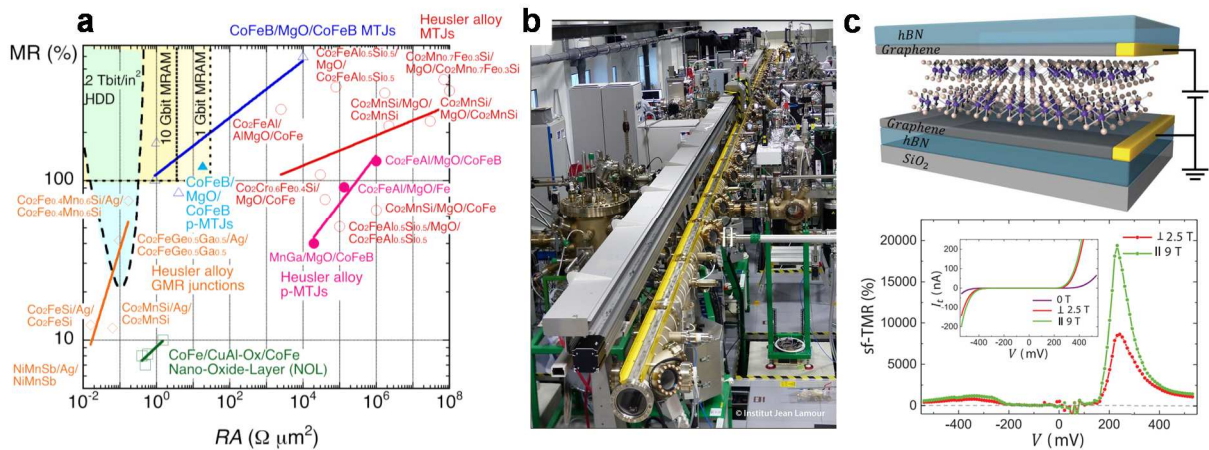 a
MR (%)
CoFeB/MgO/CoFeB MTJs
Heusler alloy
MTJs
2 Tbit/in²
HDD
10 Gbit MRAM
1 Gbit MRAM
Co₂FeAl₀.₅Si₀.₅/
MgO/
Co₂FeAl₀.₅Si₀.₅
Co₂Mn₀.₇Fe₀.₃Si/
MgO/Co₂Mn₀.₇Fe₀.₃Si
Co₂MnSi/MgO/
Co₂MnSi
Co₂MnSi/
MgO/Co₂MnSi
Co₂FeAl/
AlMgO/CoFe
100
CoFeB/
MgO/
CoFeB
p-MTJs
Co₂FeAl/MgO/CoFeB
Co₂FeAl/MgO/Fe
Co₂Cr₀.₆Fe₀.₄Si/
MgO/CoFe
Co₂MnSi/MgO/CoFe
Co₂FeAl₀.₅Si₀.₅/MgO/
Co₂FeAl₀.₅Si₀.₅
Co₂Fe₀.₄Mn₀.₆Si/Ag/
Co₂Fe₀.₄Mn₀.₆Si
Co₂FeGe₀.₅Ga₀.₅/Ag/
Co₂FeGe₀.₅Ga₀.₅
Heusler alloy
GMR junctions
MnGa/MgO/CoFeB
Heusler alloy
p-MTJs
Co₂FeSi/Ag/
Co₂FeSi
Co₂MnSi/Ag/
Co₂MnSi
10
CoFe/CuAl-Ox/CoFe
Nano-Oxide-Layer (NOL)
NiMnSb/Ag/
NiMnSb
10⁻² 10⁰ 10² 10⁴ 10⁶ 10⁸
RA (Ω μm²)
b
© Institut Jean Lamour
c
hBN
Graphene
Graphene
hBN
SiO₂
sf-TMR (%)
20000
15000
10000
5000
0
⊥ 2.5 T
|| 9 T
Iₜ (nA)
200
100
0
-100
-200
0 T
⊥ 2.5 T
|| 9 T
-400 -200 0 200 400
V (mV)
-400 -200 0 200 400
V (mV)